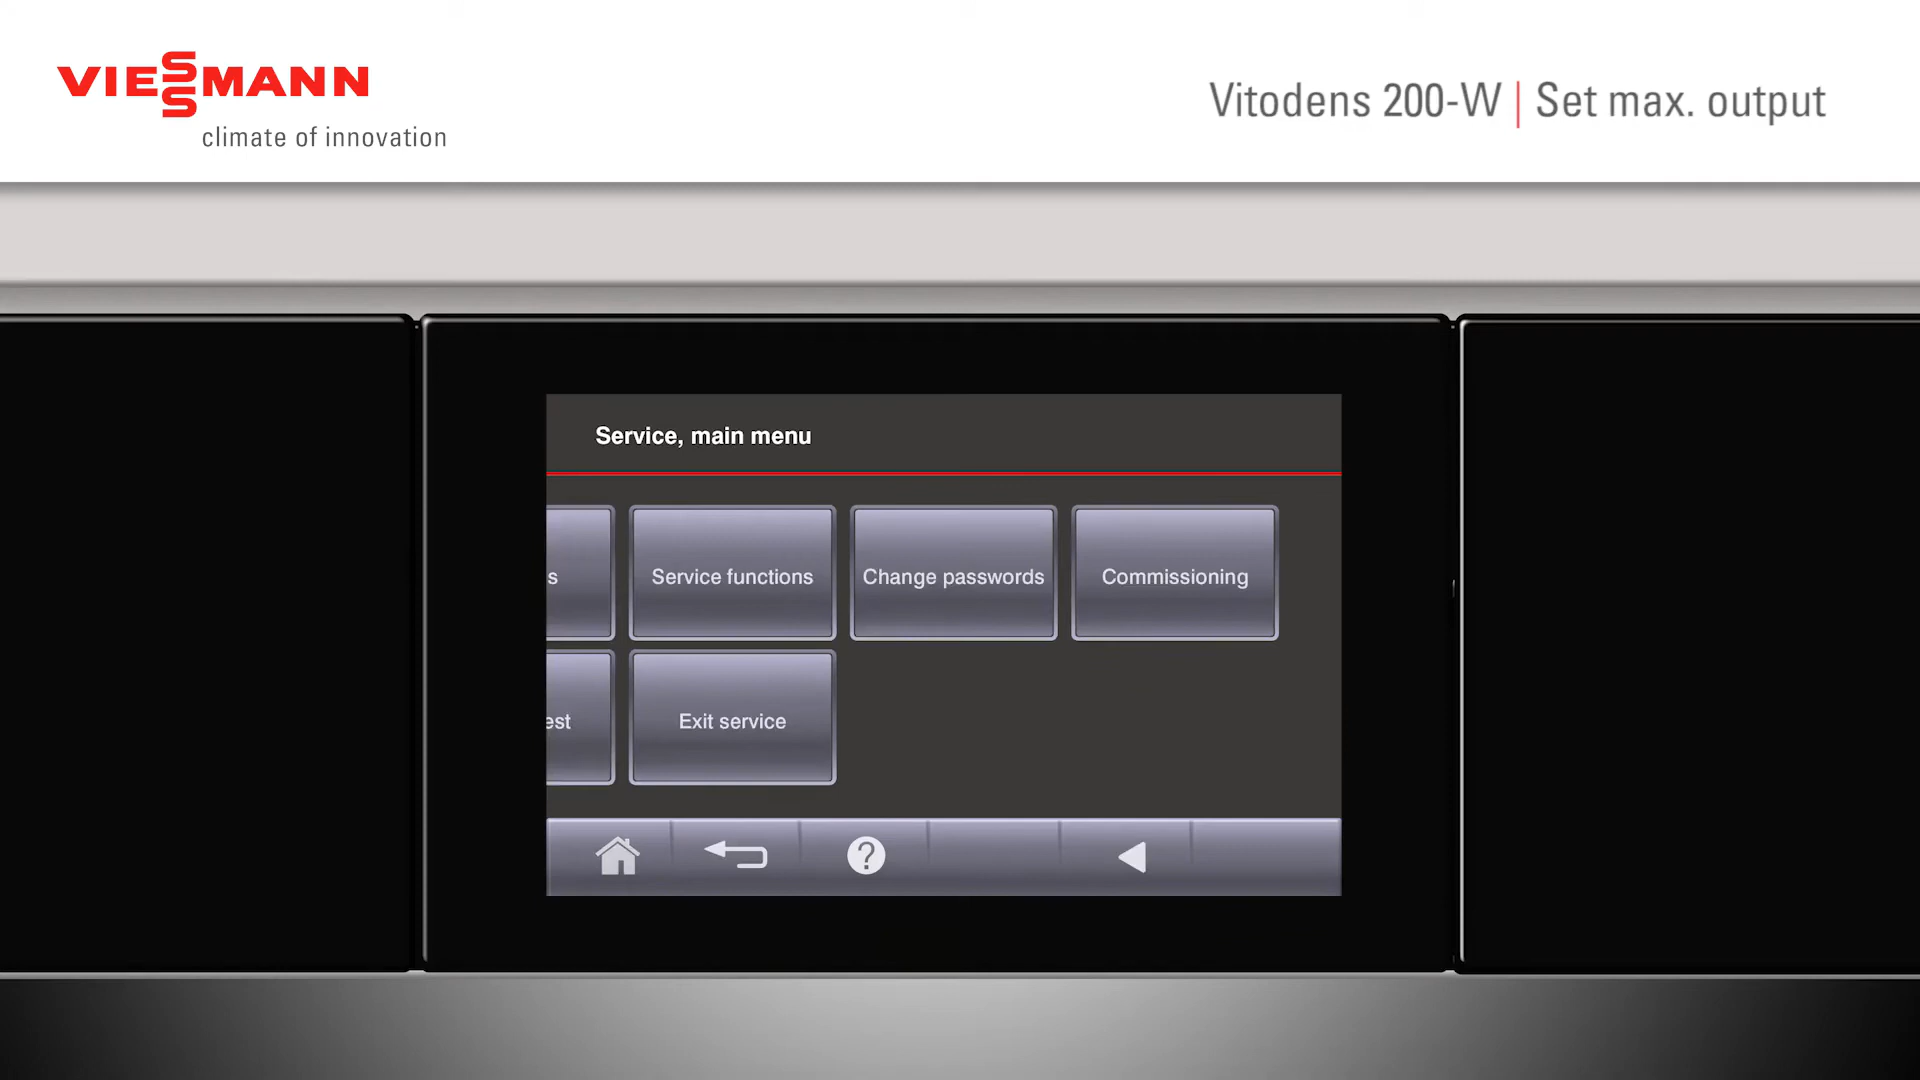 VIESSMANN
climate of innovation
Vitodens 200-W | Set max. output
Service, main menu
s
Service functions
Change passwords
Commissioning
est
Exit service
?